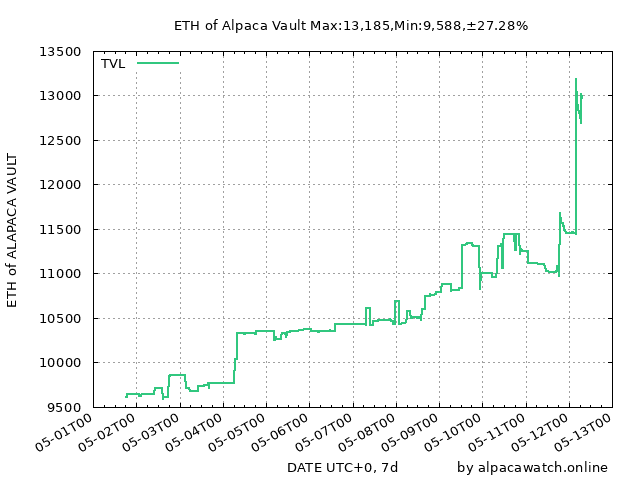 ETH of Alpaca Vault Max:13,185,Min:9,588,±27.28%
TVL
13500
13000
12500
12000
11500
11000
10500
10000
9500
ETH of ALAPACA VAULT
05-01T00
05-02T00
05-03T00
05-04T00
05-05T00
05-06T00
05-07T00
05-08T00
05-09T00
05-10T00
05-11T00
05-12T00
05-13T00
DATE UTC+0, 7d
by alpacawatch.online